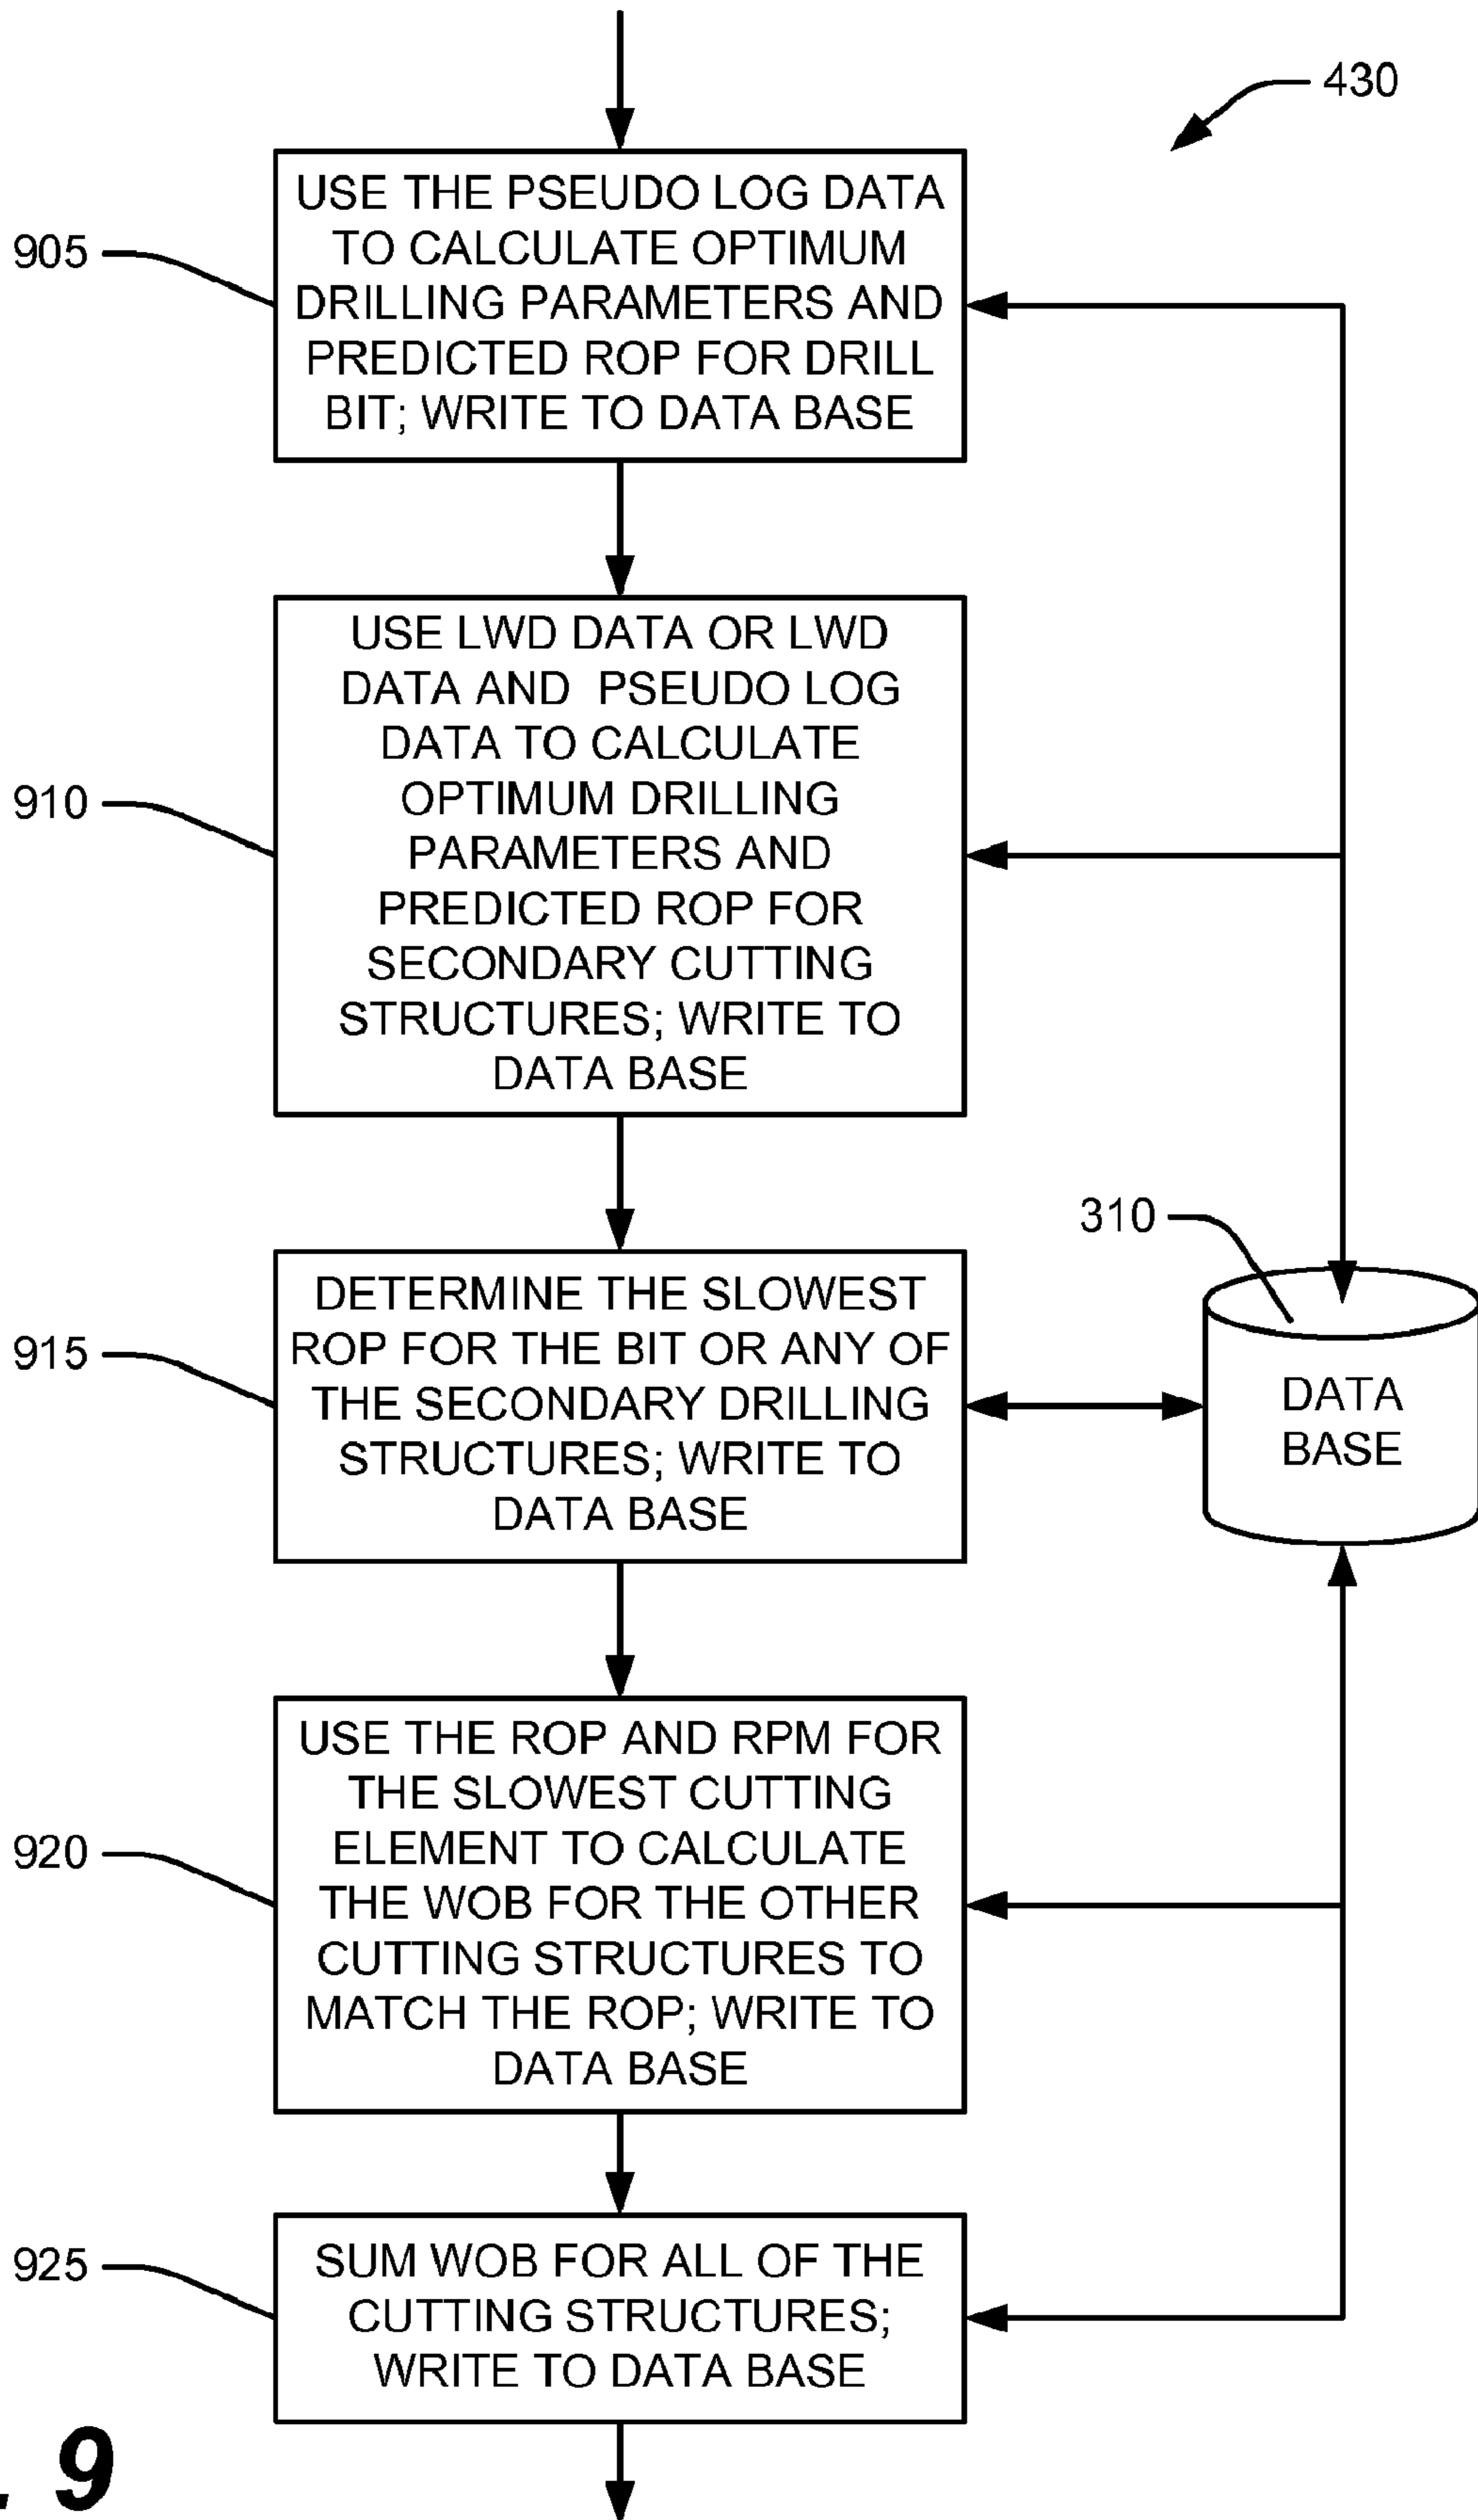 430
905
USE THE PSEUDO LOG DATA
TO CALCULATE OPTIMUM
DRILLING PARAMETERS AND
PREDICTED ROP FOR DRILL
BIT; WRITE TO DATA BASE
910
USE LWD DATA OR LWD
DATA AND PSEUDO LOG
DATA TO CALCULATE
OPTIMUM DRILLING
PARAMETERS AND
PREDICTED ROP FOR
SECONDARY CUTTING
STRUCTURES; WRITE TO
DATA BASE
310
DATA
BASE
915
DETERMINE THE SLOWEST
ROP FOR THE BIT OR ANY OF
THE SECONDARY DRILLING
STRUCTURES; WRITE TO
DATA BASE
920
USE THE ROP AND RPM FOR
THE SLOWEST CUTTING
ELEMENT TO CALCULATE
THE WOB FOR THE OTHER
CUTTING STRUCTURES TO
MATCH THE ROP; WRITE TO
DATA BASE
925
SUM WOB FOR ALL OF THE
CUTTING STRUCTURES;
WRITE TO DATA BASE
. 9